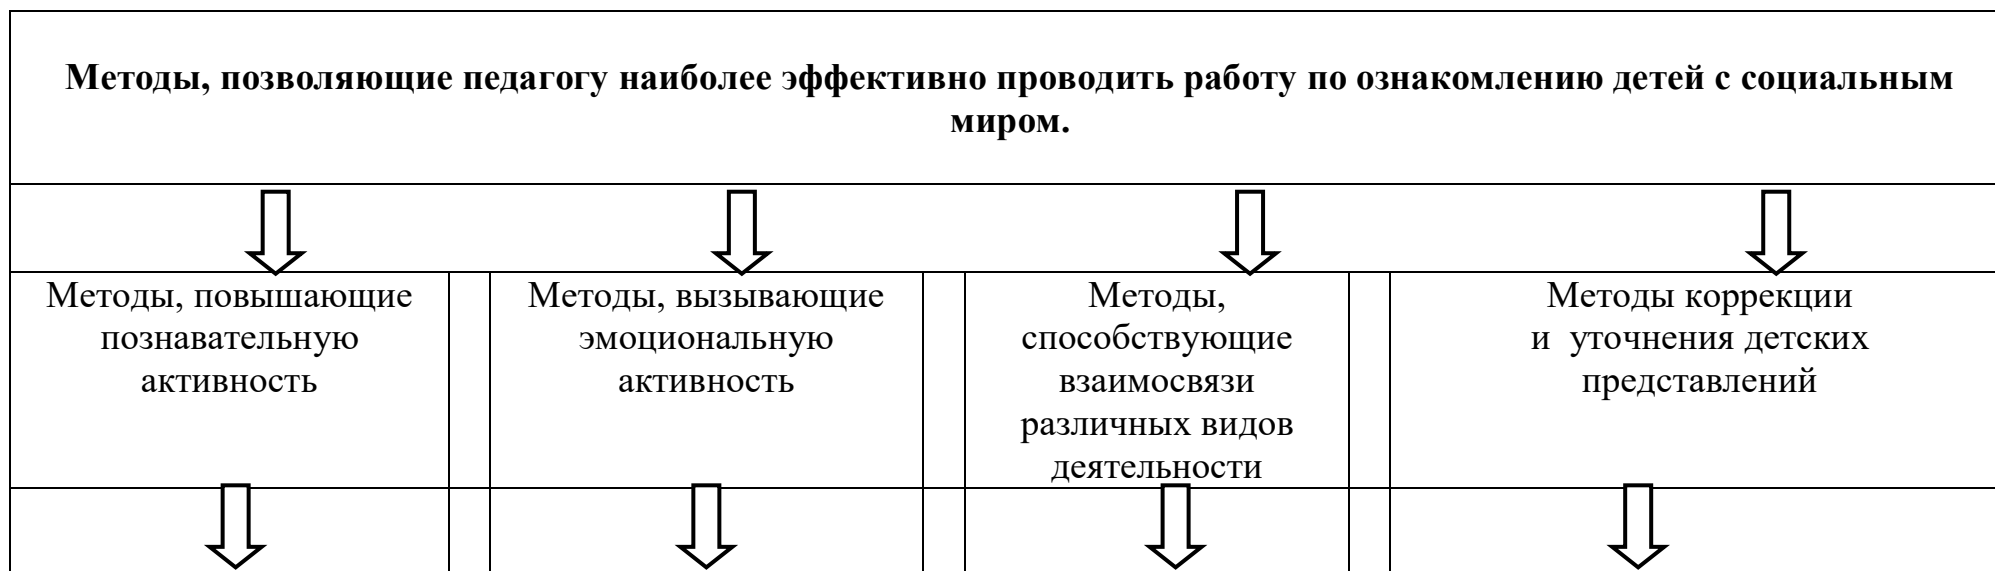 Методы, позволяющие педагогу наиболее эффективно проводить работу по ознакомлению детей с социальным
миром.
Методы, повышающие
познавательную
активность
Методы, вызывающие
эмоциональную
активность
Методы,
способствующие
взаимосвязи
различных видов
деятельности
Методы коррекции
и  уточнения детских
представлений